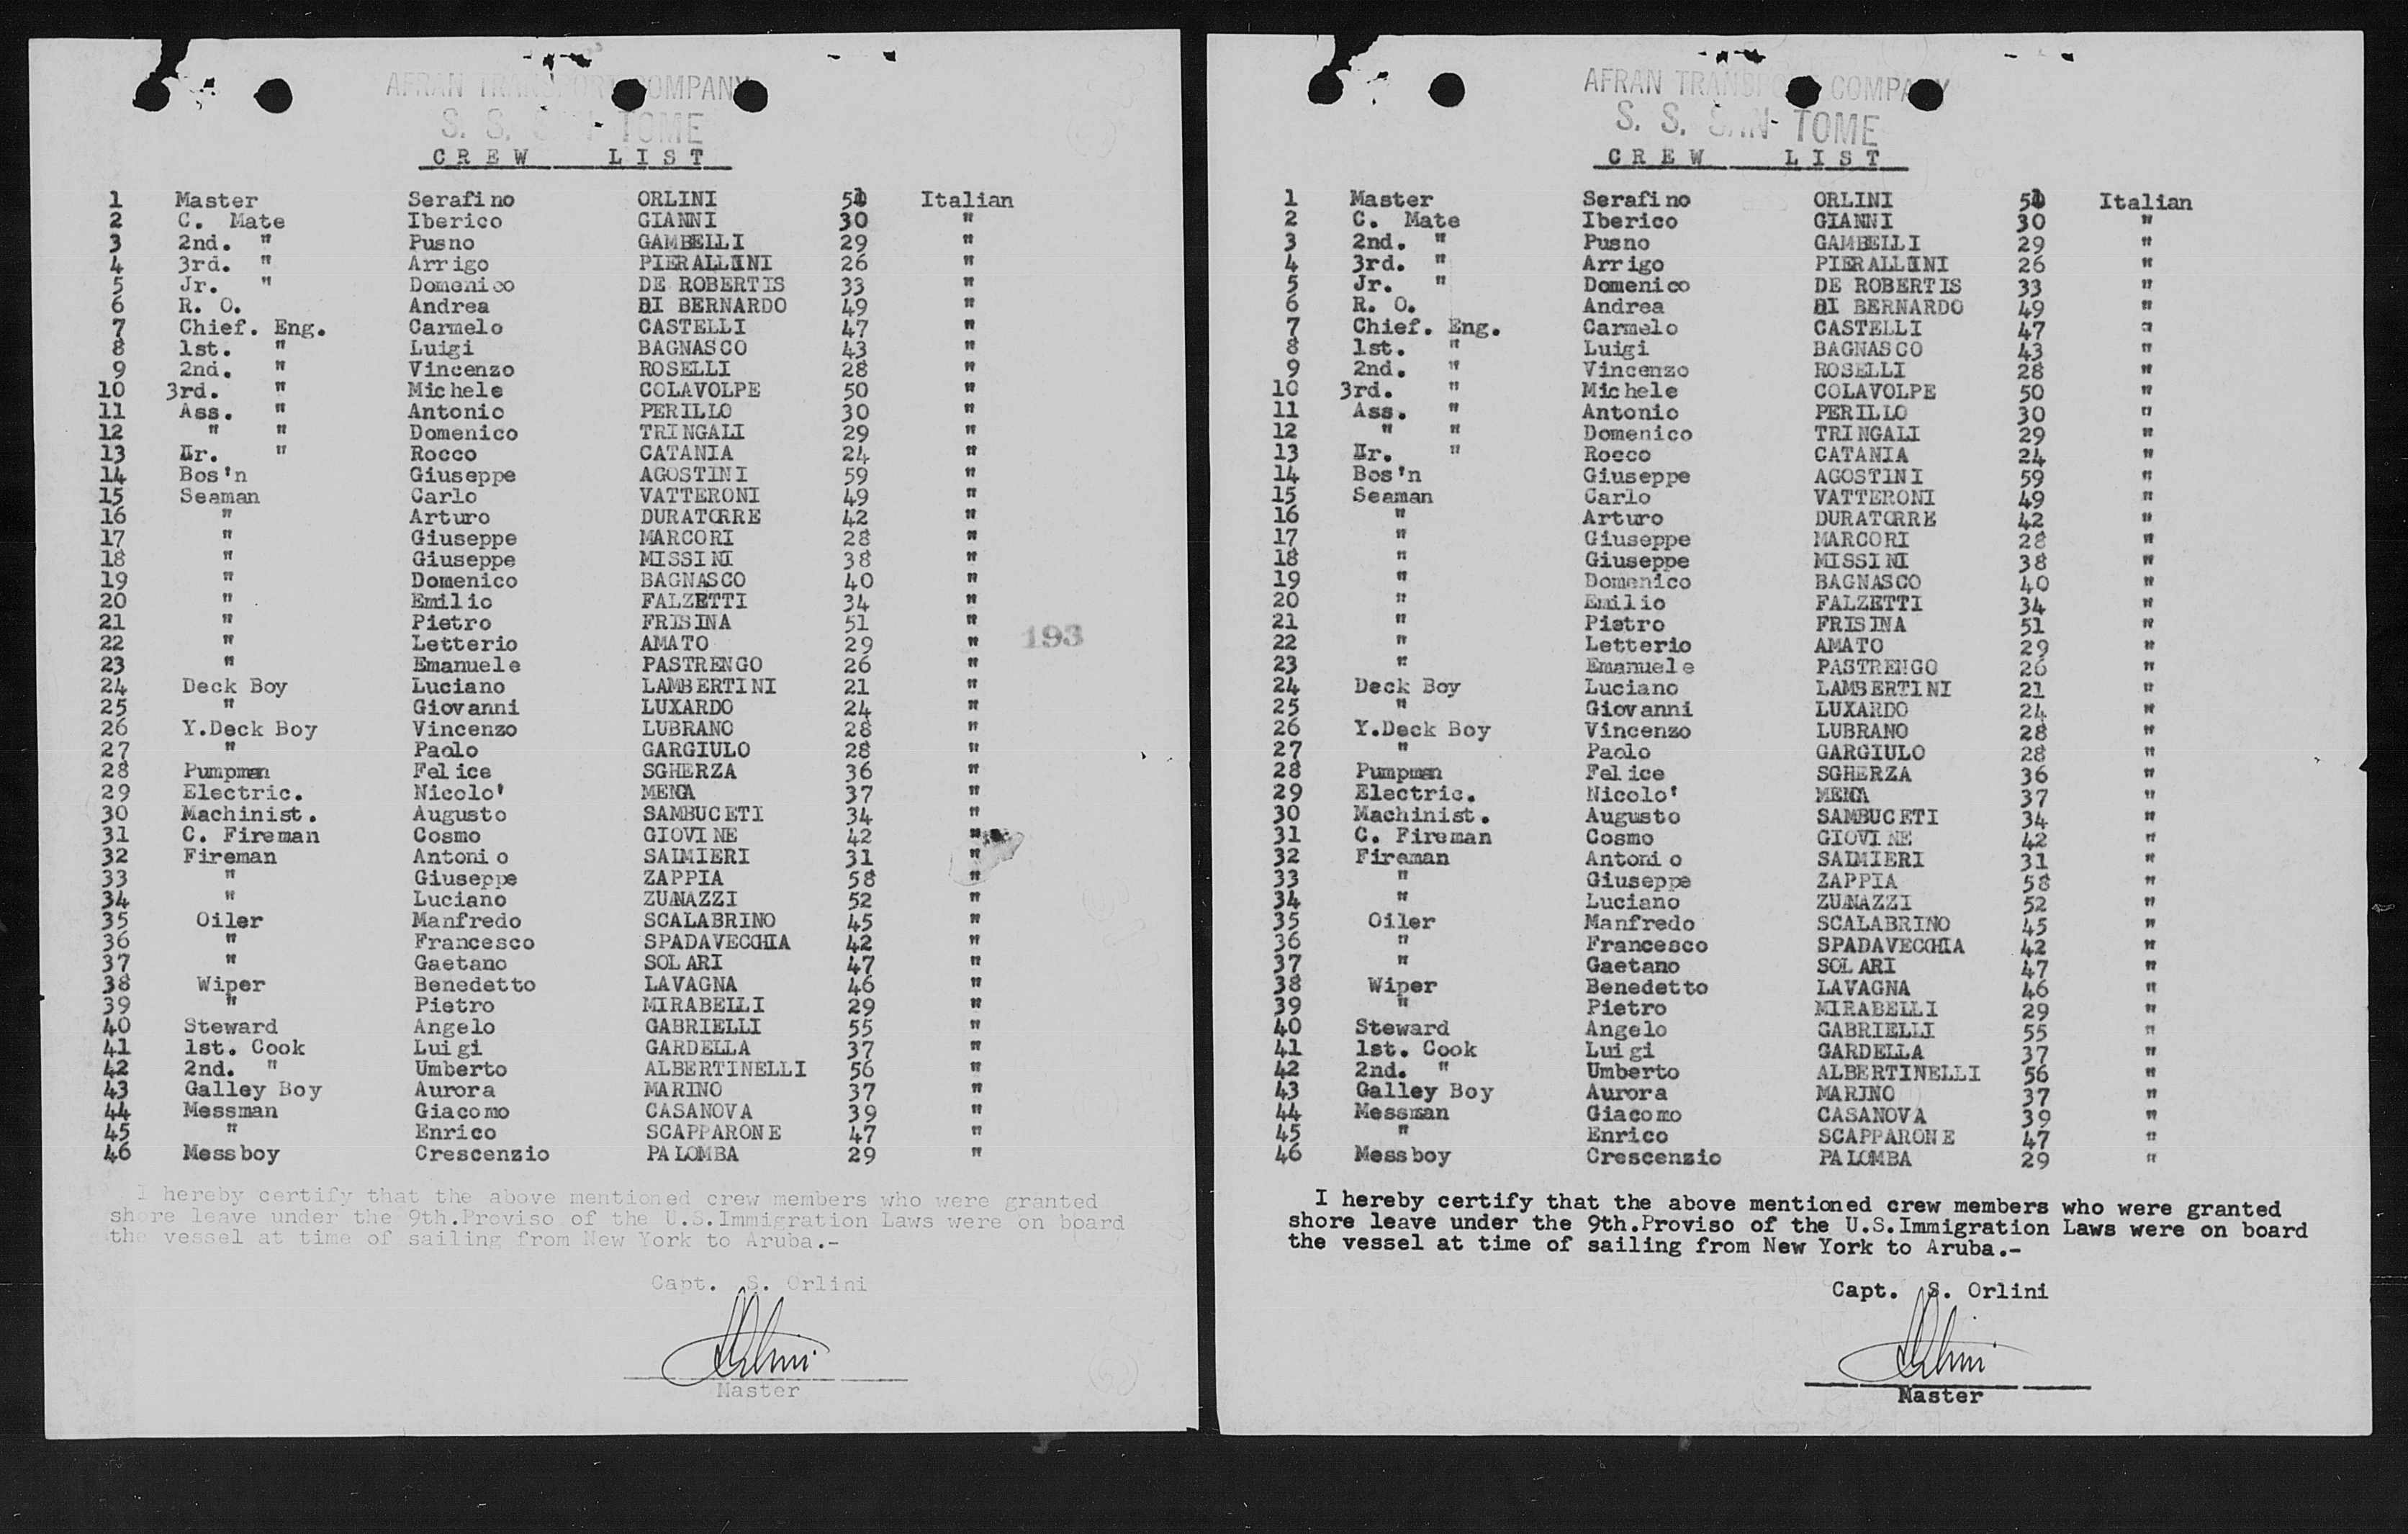 AFRAN TRANSPORT COMPANY
S. S. SAN TOME
CREW LIST
1 Master Serafino ORLINI Italian
2 C. Mate Iberico GIANNI 30 "
3 2nd. " Pusno GAMBELLI 29 "
4 3rd. " Arrigo PIERALLINI 26 "
5 Jr. " Domenico DE ROBERTIS 33 "
6 R. O. Andrea DI BERNARDO 49 "
7 Chief. Eng. Carmelo CASTELLI 47 "
8 1st. " Luigi BAGNASCO 43 "
9 2nd. " Vincenzo ROSELLI 28 "
10 3rd. " Michele COLAVOLPE 50 "
11 Ass. " Antonio PERILLO 30 "
12 " " Domenico TRINGALI 29 "
13 Jr. " Rocco CATANIA 24 "
14 Bos'n Giuseppe AGOSTINI 59 "
15 Seaman Carlo VATTERONI 49 "
16 " Arturo DURATORRE 42 "
17 " Giuseppe MARCORI 28 "
18 " Giuseppe MISSINI 38 "
19 " Domenico BAGNASCO 40 "
20 " Emilio FALZETTI 34 "
21 " Pietro FRISINA 51 "
22 " Letterio AMATO 29 "
23 " Emanuele PASTRENGO 26 "
24 Deck Boy Luciano LAMBERTINI 21 "
25 " Giovanni LUXARDO 24 "
26 Y.Deck Boy Vincenzo LUBRANO 28 "
27 " Paolo GARGIULO 28 "
28 Pumpman Felice SGHERZA 36 "
29 Electric. Nicolo' 37 "
30 Machinist. Augusto SAMBUCETI 34 "
31 C. Fireman Cosmo GIOVINE 42 "
32 Fireman Antonio SALMIERI 31 "
33 " Giuseppe ZAPPIA 58 "
34 " Luciano 52 "
35 Oiler Manfredo SCALABRINO 45 "
36 " Francesco SPADAVECCHIA 42 "
37 " Gaetano SOLARI 47 "
38 Wiper Benedetto LAVAGNA 46 "
39 " Pietro MIRABELLI 29 "
40 Steward Angelo GABRIELLI 55 "
41 1st. Cook Luigi GARDELLA 37 "
42 2nd. " Umberto ALBERTINELLI 56 "
43 Galley Boy Aurora MARINO 37 "
44 Messman Giacomo CASANOVA 39 "
45 " Enrico SCAPPARONE 47 "
46 Messboy Crescenzio PALOMBA 29 "
193
I hereby certify that the above mentioned crew members who were granted
shore leave under the 9th.Proviso of the U.S.Immigration Laws were on board
the vessel at time of sailing from New York to Aruba.-
Capt. S. Orlini
Orlini
Master
AFRAN TRANSPORT COMPANY
S. S. SAN TOME
CREW LIST
1 Master Serafino ORLINI Italian
2 C. Mate Iberico GIANNI 30 "
3 2nd. " Pusno GAMBELLI 29 "
4 3rd. " Arrigo PIERALLINI 26 "
5 Jr. " Domenico DE ROBERTIS 33 "
6 R. O. Andrea DI BERNARDO 49 "
7 Chief. Eng. Carmelo CASTELLI 47 "
8 1st. " Luigi BAGNASCO 43 "
9 2nd. " Vincenzo ROSELLI 28 "
10 3rd. " Michele COLAVOLPE 50 "
11 Ass. " Antonio PERILLO 30 "
12 " " Domenico TRINGALI 29 "
13 Jr. " Rocco CATANIA 24 "
14 Bos'n Giuseppe AGOSTINI 59 "
15 Seaman Carlo VATTERONI 49 "
16 " Arturo DURATORRE 42 "
17 " Giuseppe MARCORI 28 "
18 " Giuseppe MISSINI 38 "
19 " Domenico BAGNASCO 40 "
20 " Emilio FALZETTI 34 "
21 " Pietro FRISINA 51 "
22 " Letterio AMATO 29 "
23 " Emanuele PASTRENGO 26 "
24 Deck Boy Luciano LAMBERTINI 21 "
25 " Giovanni LUXARDO 24 "
26 Y.Deck Boy Vincenzo LUBRANO 28 "
27 " Paolo GARGIULO 28 "
28 Pumpman Felice SGHERZA 36 "
29 Electric. Nicolo' 37 "
30 Machinist. Augusto SAMBUCETI 34 "
31 C. Fireman Cosmo GIOVINE 42 "
32 Fireman Antonio SALMIERI 31 "
33 " Giuseppe ZAPPIA 58 "
34 " Luciano 52 "
35 Oiler Manfredo SCALABRINO 45 "
36 " Francesco SPADAVECCHIA 42 "
37 " Gaetano SOLARI 47 "
38 Wiper Benedetto LAVAGNA 46 "
39 " Pietro MIRABELLI 29 "
40 Steward Angelo GABRIELLI 55 "
41 1st. Cook Luigi GARDELLA 37 "
42 2nd. " Umberto ALBERTINELLI 56 "
43 Galley Boy Aurora MARINO 37 "
44 Messman Giacomo CASANOVA 39 "
45 " Enrico SCAPPARONE 47 "
46 Messboy Crescenzio PALOMBA 29 "
I hereby certify that the above mentioned crew members who were granted
shore leave under the 9th.Proviso of the U.S.Immigration Laws were on board
the vessel at time of sailing from New York to Aruba.-
Capt. S. Orlini
Orlini
Master